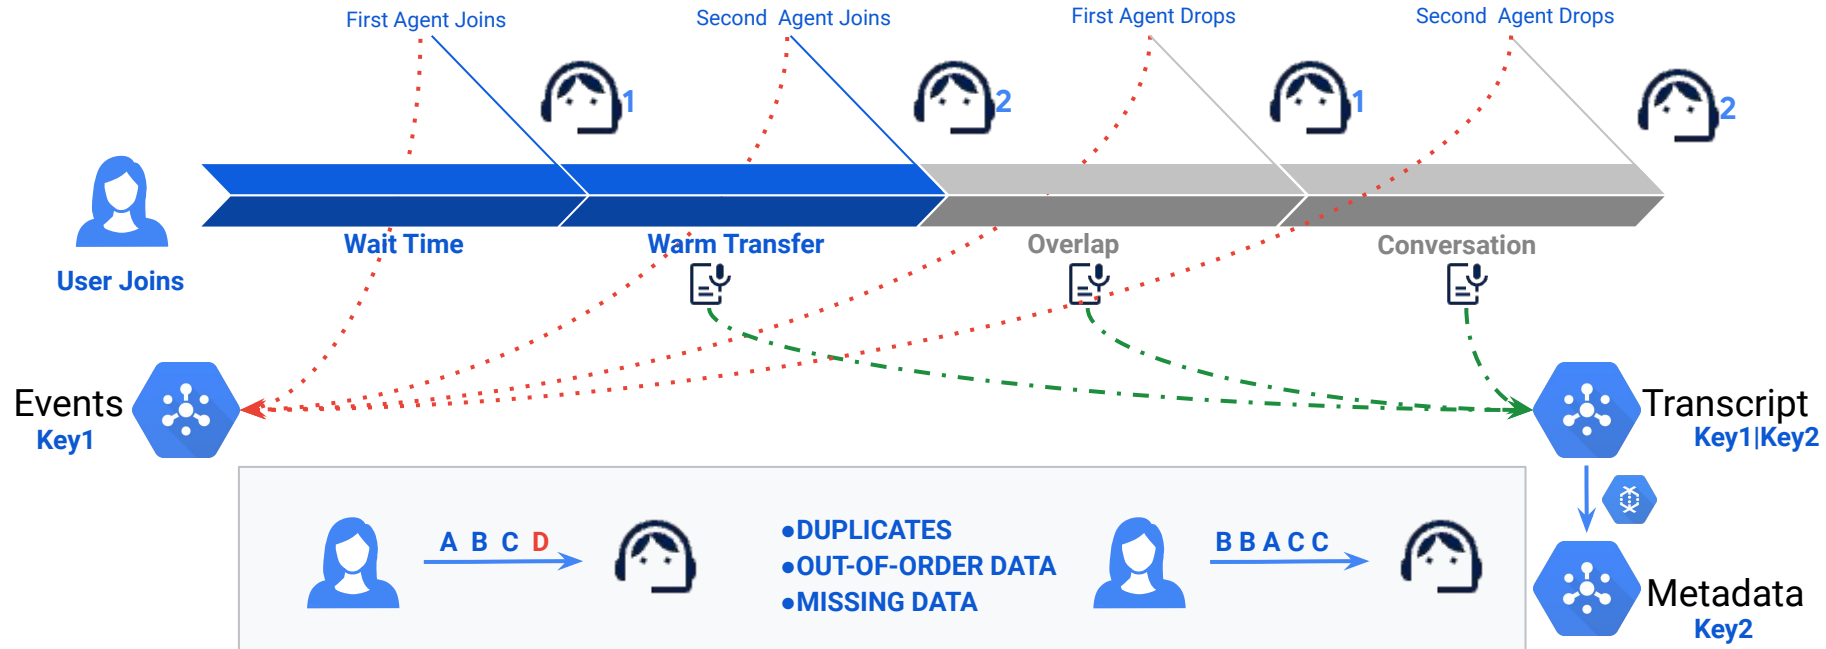 First Agent Joins
Second Agent Joins
First Agent Drops
Second Agent Drops
1
2
1
2
User Joins
Wait Time
Warm Transfer
Overlap
Conversation
Events
Key1
Transcript
Key1|Key2
A B C D
●DUPLICATES
●OUT-OF-ORDER DATA
●MISSING DATA
B B A C C
Metadada
Key2